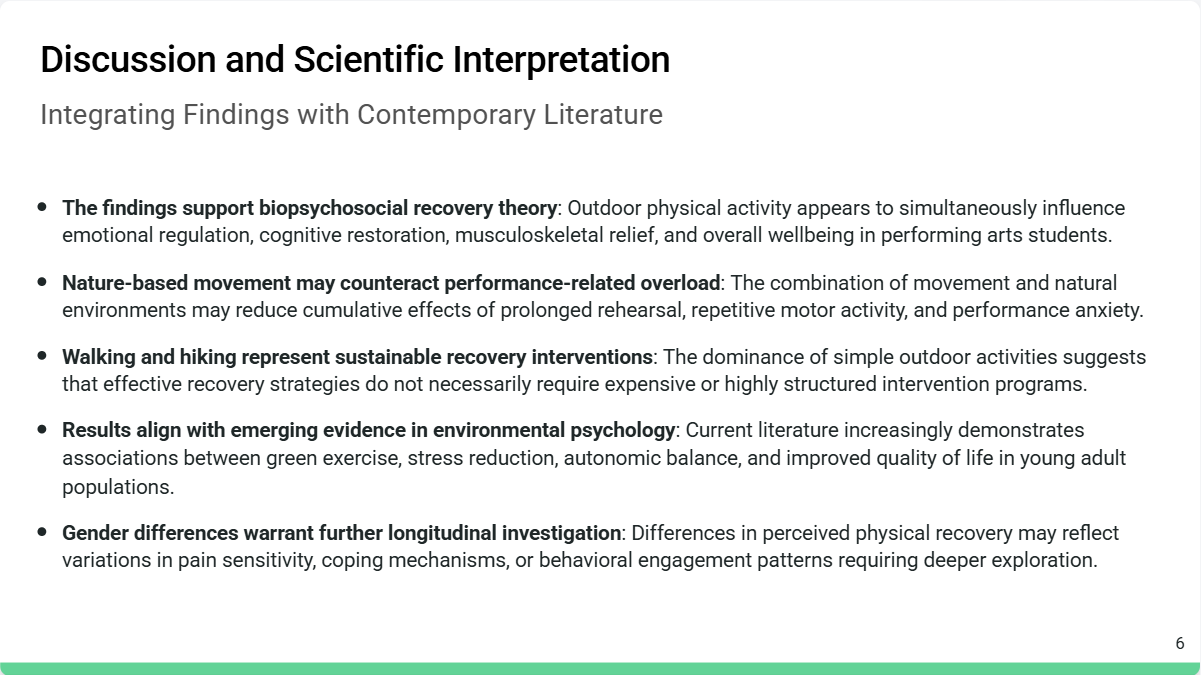 Discussion and Scientific Interpretation
Integrating Findings with Contemporary Literature
• The findings support biopsychosocial recovery theory: Outdoor physical activity appears to simultaneously influence
emotional regulation, cognitive restoration, musculoskeletal relief, and overall wellbeing in performing arts students.
• Nature-based movement may counteract performance-related overload: The combination of movement and natural
environments may reduce cumulative effects of prolonged rehearsal, repetitive motor activity, and performance anxiety.
• Walking and hiking represent sustainable recovery interventions: The dominance of simple outdoor activities suggests
that effective recovery strategies do not necessarily require expensive or highly structured intervention programs.
• Results align with emerging evidence in environmental psychology: Current literature increasingly demonstrates
associations between green exercise, stress reduction, autonomic balance, and improved quality of life in young adult
populations.
• Gender differences warrant further longitudinal investigation: Differences in perceived physical recovery may reflect
variations in pain sensitivity, coping mechanisms, or behavioral engagement patterns requiring deeper exploration.
6